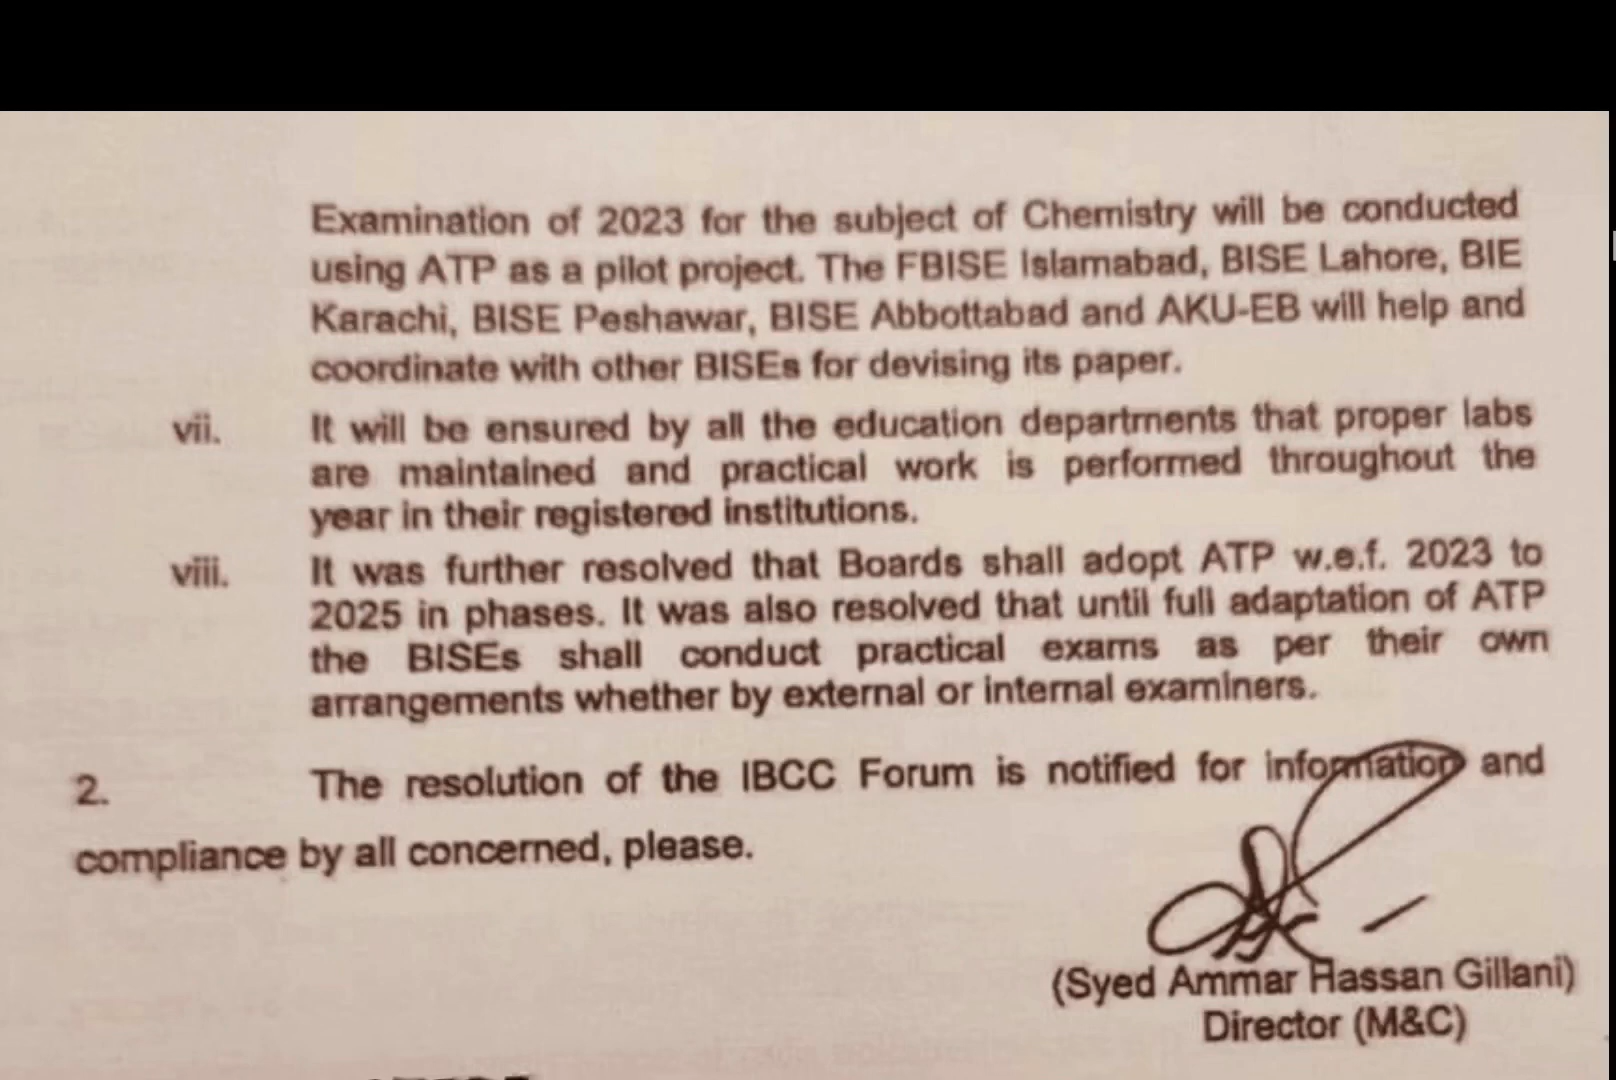 Examination of 2023 for the subject of Chemistry will be conducted
using ATP as a pilot project. The FBISE Islamabad, BISE Lahore, BIE
Karachi, BISE Peshawar, BISE Abbottabad and AKU-EB will help and
coordinate with other BISEs for devising its paper.
vii. It will be ensured by all the education departments that proper labs
are maintained and practical work is performed throughout the
year in their registered institutions.
viii. It was further resolved that Boards shall adopt ATP w.e.f. 2023 to
2025 in phases. It was also resolved that until full adaptation of ATP
the BISEs shall conduct practical exams as per their own
arrangements whether by external or internal examiners.
2. The resolution of the IBCC Forum is notified for information and
compliance by all concerned, please.
(Syed Ammar Hassan Gillani)
Director (M&C)